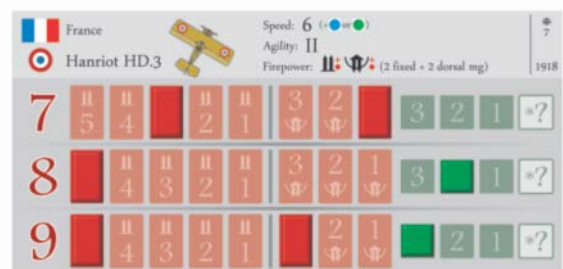 France
Hanriot HD.3
Speed: 6 (+ or )
Agility: II
Firepower: (2 fixed + 2 dorsal mg)
7
1918
7 5 4 2 1 3 2 3 2 1 *?
8 4 3 2 1 3 2 1 3 1 *?
9 4 3 2 1 2 1 2 1 *?